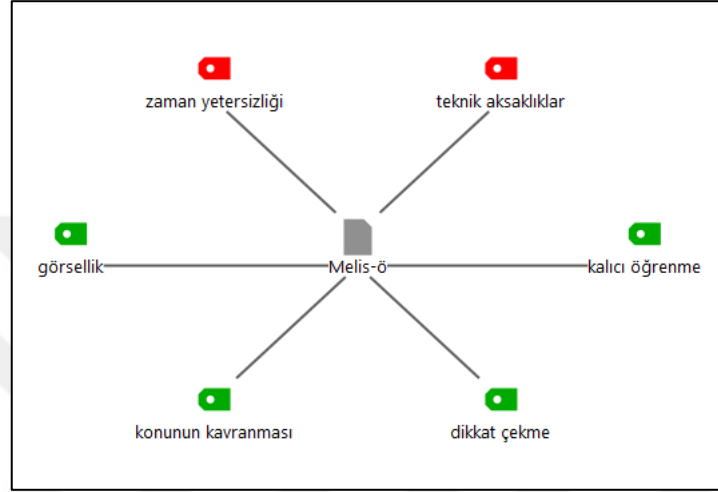 zaman yetersizliği
teknik aksaklıklar
görsellik
Melis-ö
kalıcı öğrenme
konunun kavranması
dikkat çekme